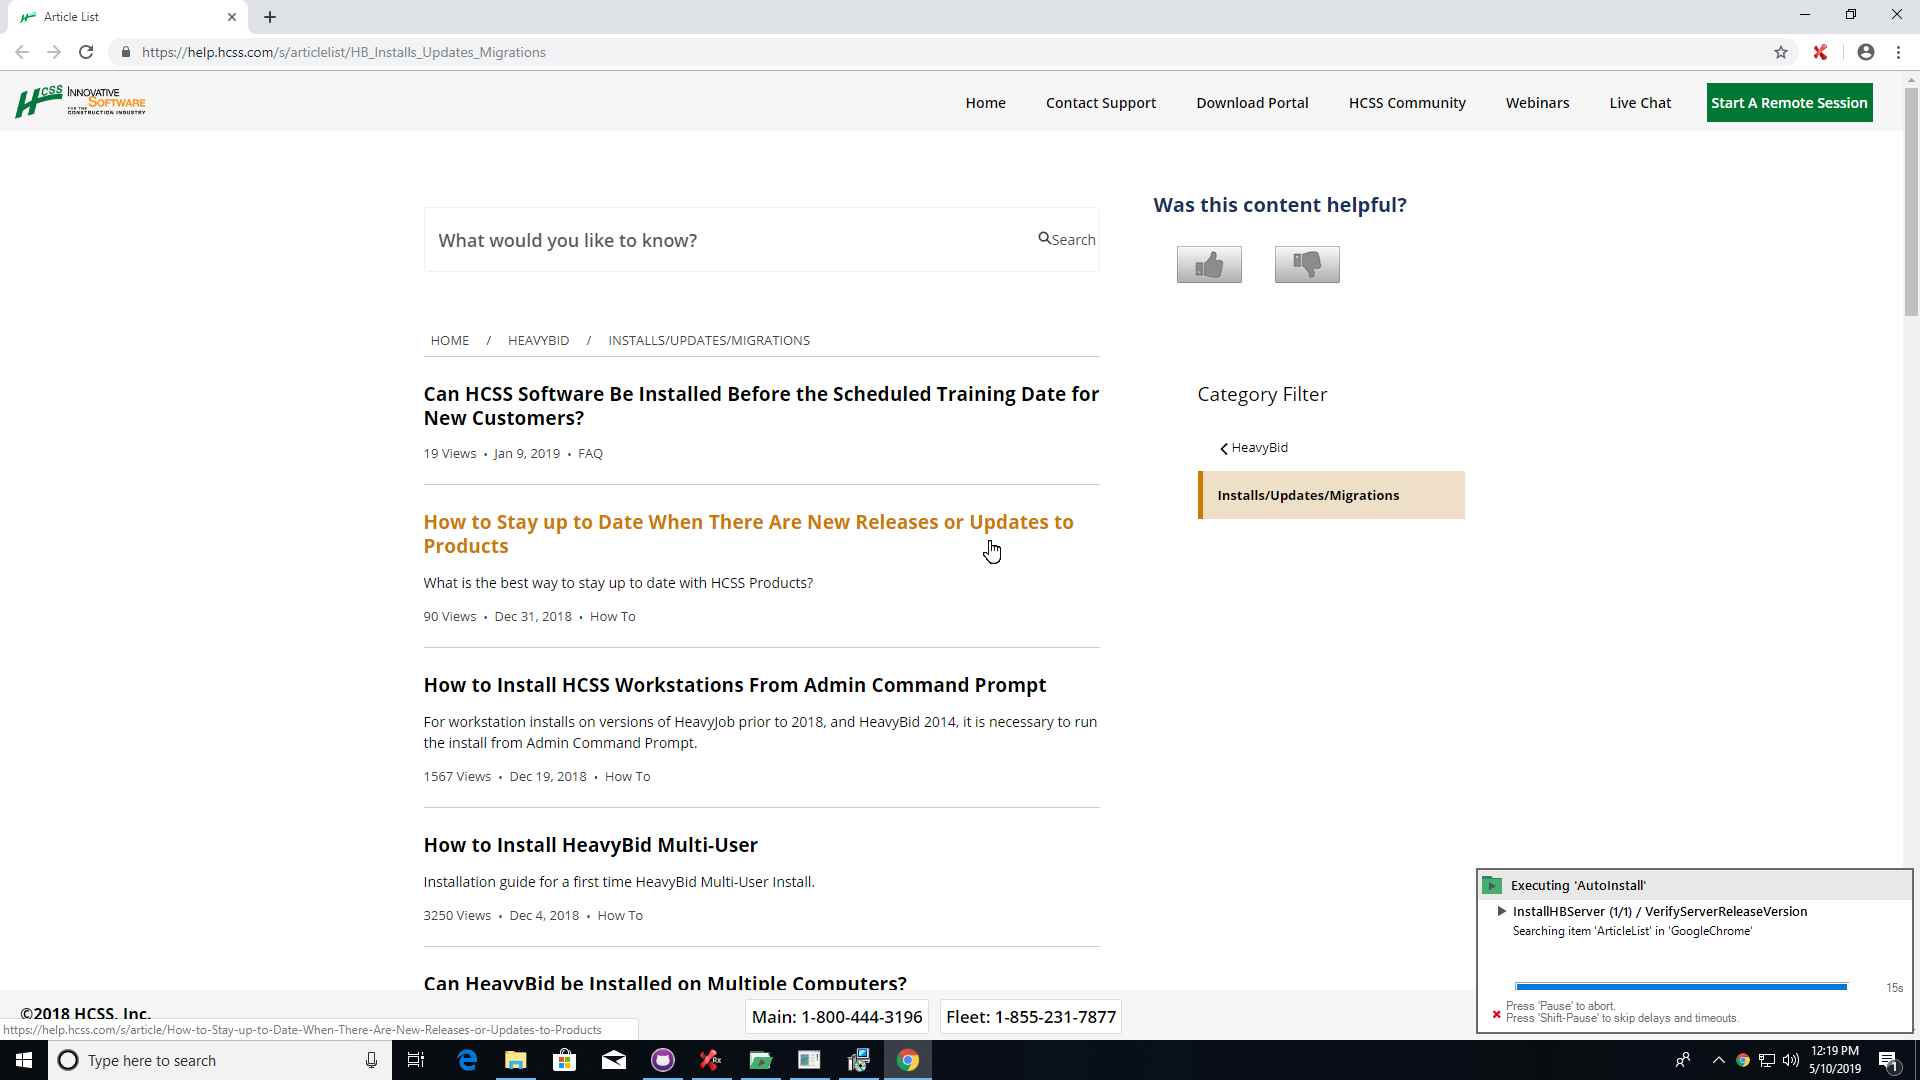 Article List
https://help.hcss.com/s/articlelist/HB_Installs_Updates_Migrations
HCSS INNOVATIVE SOFTWARE FOR THE CONSTRUCTION INDUSTRY
Home Contact Support Download Portal HCSS Community Webinars Live Chat Start A Remote Session
What would you like to know? Search
Was this content helpful?
HOME / HEAVYBID / INSTALLS/UPDATES/MIGRATIONS
Can HCSS Software Be Installed Before the Scheduled Training Date for
New Customers?
19 Views • Jan 9, 2019 • FAQ
Category Filter
HeavyBid
Installs/Updates/Migrations
How to Stay up to Date When There Are New Releases or Updates to
Products
What is the best way to stay up to date with HCSS Products?
90 Views • Dec 31, 2018 • How To
How to Install HCSS Workstations From Admin Command Prompt
For workstation installs on versions of HeavyJob prior to 2018, and HeavyBid 2014, it is necessary to run
the install from Admin Command Prompt.
1567 Views • Dec 19, 2018 • How To
How to Install HeavyBid Multi-User
Installation guide for a first time HeavyBid Multi-User Install.
3250 Views • Dec 4, 2018 • How To
Can HeavyBid be Installed on Multiple Computers?
Executing 'AutoInstall'
InstallHBServer (1/1) / VerifyServerReleaseVersion
Searching item 'ArticleList' in 'GoogleChrome'
15s
Press 'Pause' to abort.
Press 'Shift-Pause' to skip delays and timeouts.
©2018 HCSS, Inc.
Main: 1-800-444-3196 Fleet: 1-855-231-7877
https://help.hcss.com/s/article/How-to-Stay-up-to-Date-When-There-Are-New-Releases-or-Updates-to-Products
Type here to search
Rx
12:19 PM
5/10/2019
1